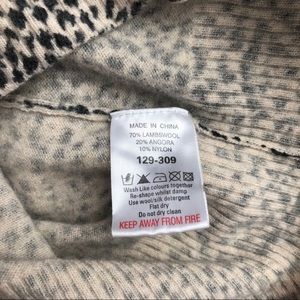 MADE IN CHINA
70% LAMBSWOOL
20% ANGORA
10% NYLON
129-309
Wash Like colours together
Re-shape whilst damp
Use wool/silk detergent
Flat dry
Do not dry clean
KEEP AWAY FROM FIRE